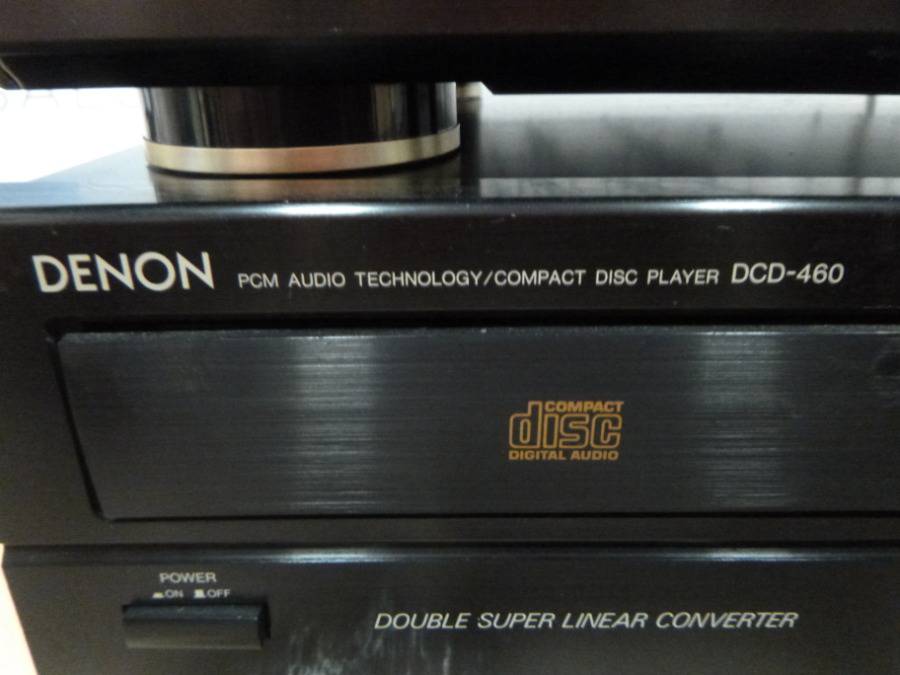 DENON PCM AUDIO TECHNOLOGY/COMPACT DISC PLAYER DCD-460
COMPACT
disc
DIGITAL AUDIO
POWER
ON OFF
DOUBLE SUPER LINEAR CONVERTER